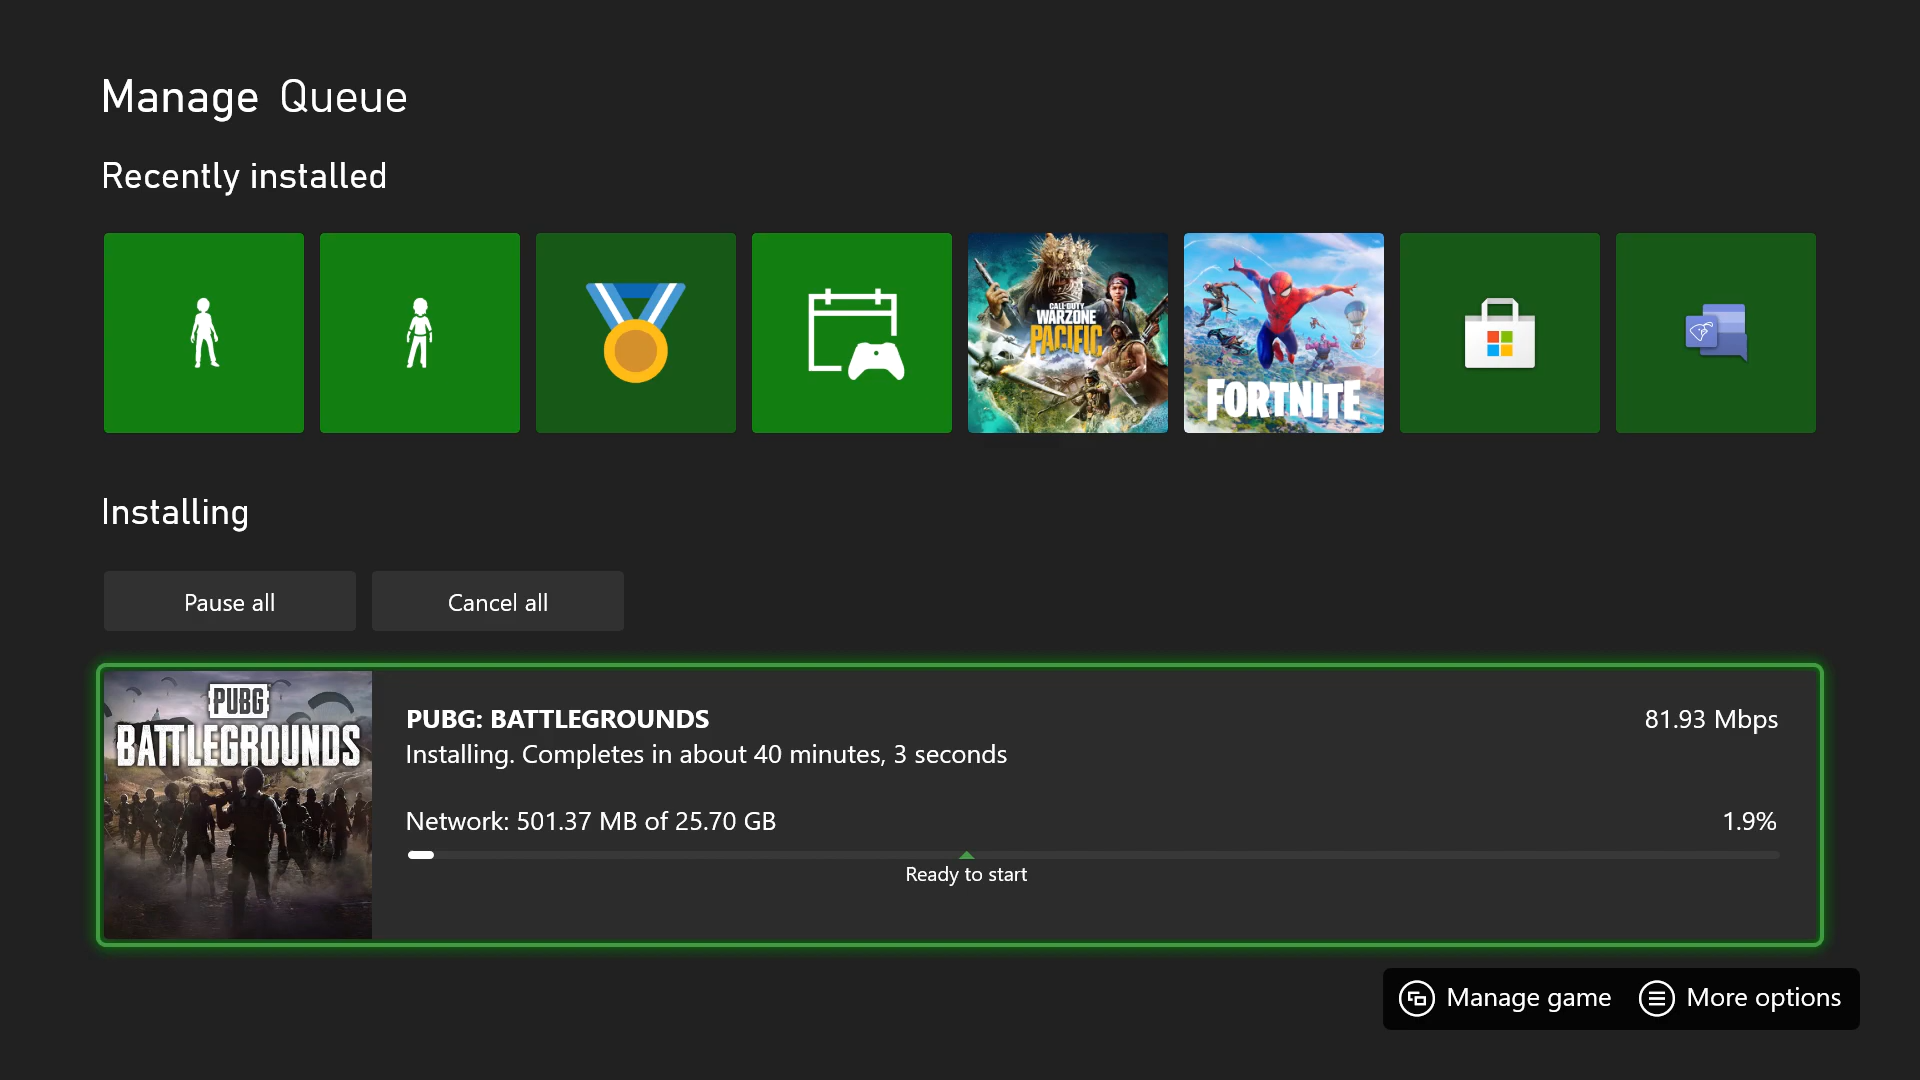 Manage Queue
Recently installed
CALL OF DUTY
WARZONE
PACIFIC
FORTNITE
Installing
Pause all
Cancel all
PUBG
BATTLEGROUNDS
PUBG: BATTLEGROUNDS
81.93 Mbps
Installing. Completes in about 40 minutes, 3 seconds
Network: 501.37 MB of 25.70 GB
1.9%
Ready to start
Manage game
More options